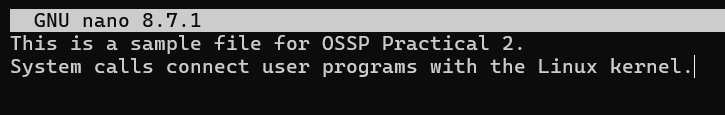 GNU nano 8.7.1
This is a sample file for OSSP Practical 2.
System calls connect user programs with the Linux kernel.